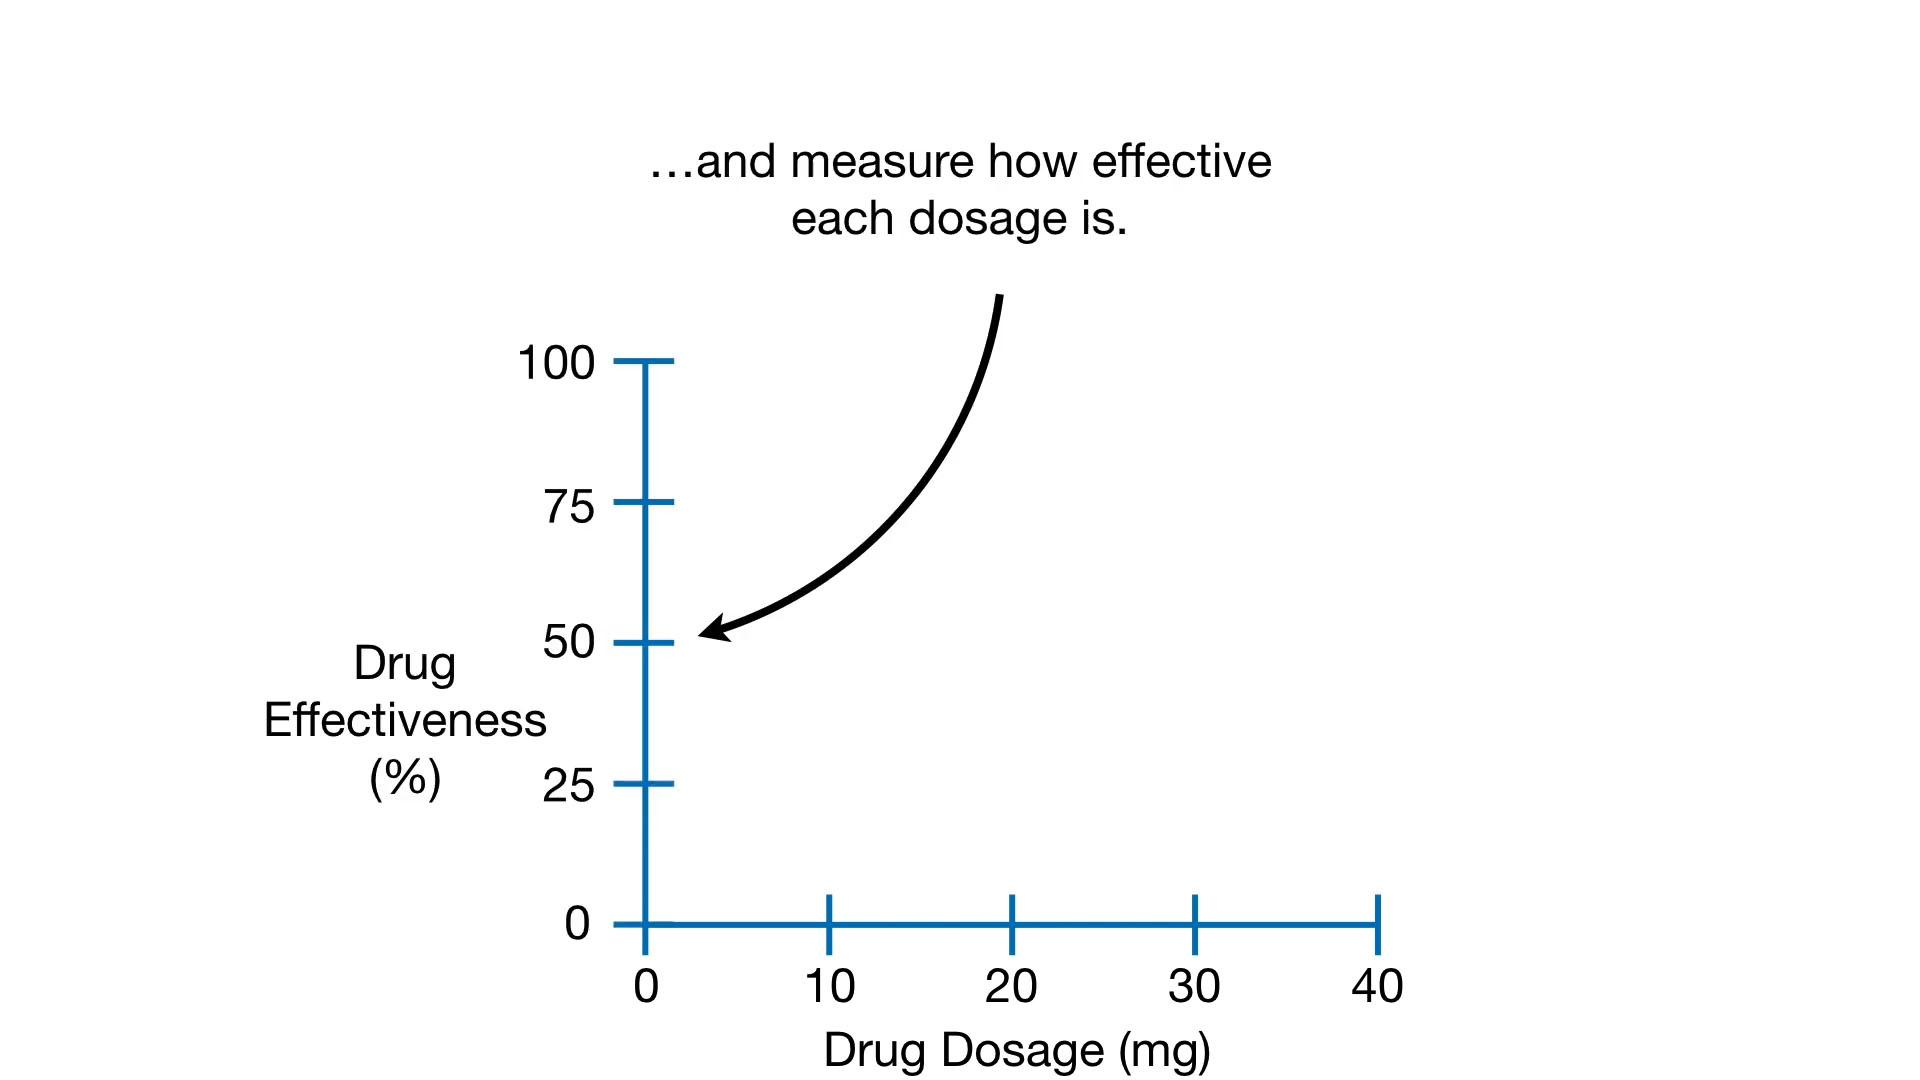 …and measure how effective
each dosage is.
100
75
50
25
0
Drug
Effectiveness
(%)
0
10
20
30
40
Drug Dosage (mg)